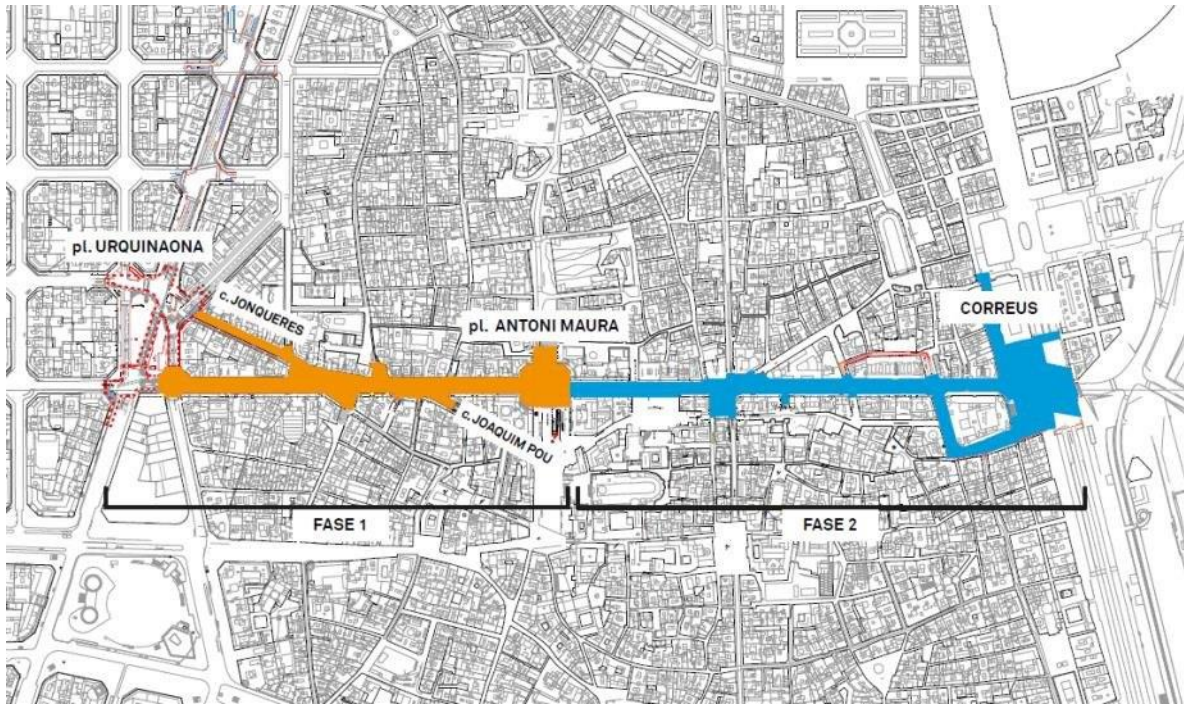 pl. URQUINAONA
c. JONQUERES
pl. ANTONI MAURA
CORREUS
c. JOAQUIM POU
FASE 1
FASE 2